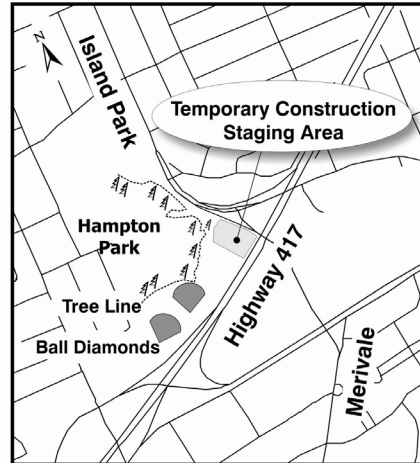 N
Island Park
Temporary Construction
Staging Area
Hampton
Park
Highway 417
Tree Line
Ball Diamonds
Merivale